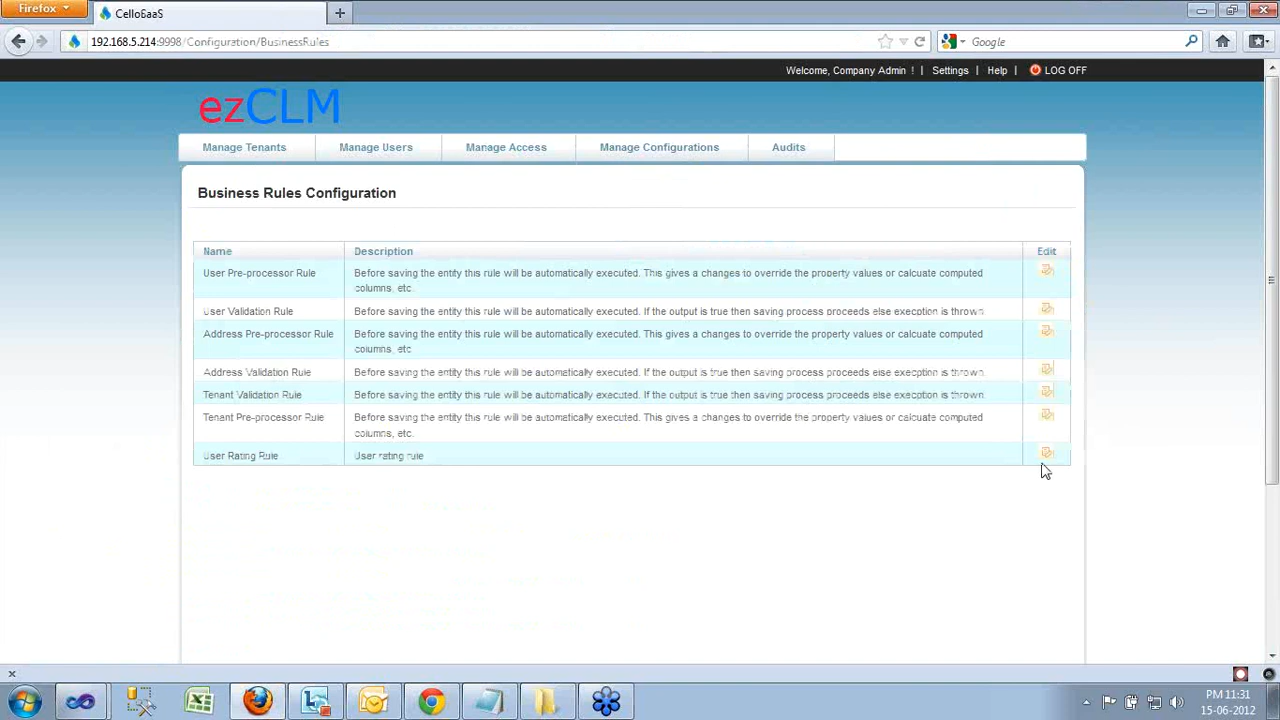 Firefox
CelloSaaS
192.168.5.214:9998/Configuration/BusinessRules
Google
Welcome, Company Admin ! | Settings | Help | LOG OFF
ezCLM
Manage Tenants Manage Users Manage Access Manage Configurations Audits
Business Rules Configuration
Name Description Edit
User Pre-processor Rule Before saving the entity this rule will be automatically executed. This gives a changes to override the property values or calcuate computed
columns, etc.
User Validation Rule Before saving the entity this rule will be automatically executed. If the output is true then saving process proceeds else execption is thrown.
Address Pre-processor Rule Before saving the entity this rule will be automatically executed. This gives a changes to override the property values or calcuate computed
columns, etc
Address Validation Rule Before saving the entity this rule will be automatically executed. If the output is true then saving process proceeds else execption is thrown.
Tenant Validation Rule Before saving the entity this rule will be automatically executed. If the output is true then saving process proceeds else execption is thrown.
Tenant Pre-processor Rule Before saving the entity this rule will be automatically executed. This gives a changes to override the property values or calcuate computed
columns, etc.
User Rating Rule User rating rule
PM 11:31
15-06-2012